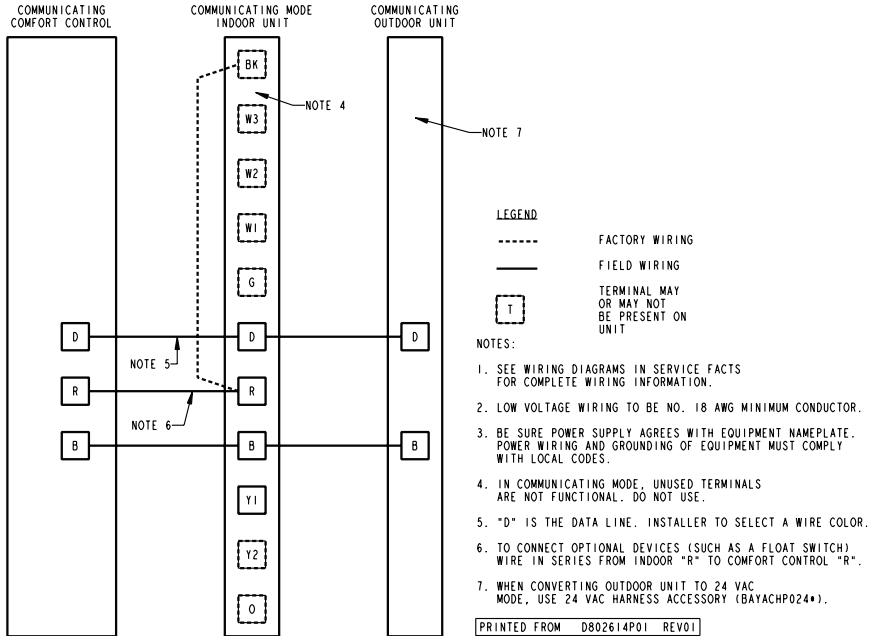 COMMUNICATING
COMFORT CONTROL
COMMUNICATING MODE
INDOOR UNIT
COMMUNICATING
OUTDOOR UNIT
BK
NOTE 4
W3
NOTE 7
W2
W1
G
D
D
D
NOTE 5
R
R
NOTE 6
B
B
B
Y1
Y2
O
LEGEND
FACTORY WIRING
FIELD WIRING
T
TERMINAL MAY
OR MAY NOT
BE PRESENT ON
UNIT
NOTES:
1. SEE WIRING DIAGRAMS IN SERVICE FACTS
FOR COMPLETE WIRING INFORMATION.
2. LOW VOLTAGE WIRING TO BE NO. 18 AWG MINIMUM CONDUCTOR.
3. BE SURE POWER SUPPLY AGREES WITH EQUIPMENT NAMEPLATE.
POWER WIRING AND GROUNDING OF EQUIPMENT MUST COMPLY
WITH LOCAL CODES.
4. IN COMMUNICATING MODE, UNUSED TERMINALS
ARE NOT FUNCTIONAL. DO NOT USE.
5. "D" IS THE DATA LINE. INSTALLER TO SELECT A WIRE COLOR.
6. TO CONNECT OPTIONAL DEVICES (SUCH AS A FLOAT SWITCH)
WIRE IN SERIES FROM INDOOR "R" TO COMFORT CONTROL "R".
7. WHEN CONVERTING OUTDOOR UNIT TO 24 VAC
MODE, USE 24 VAC HARNESS ACCESSORY (BAYACHP024*).
PRINTED FROM D802614P01 REV01